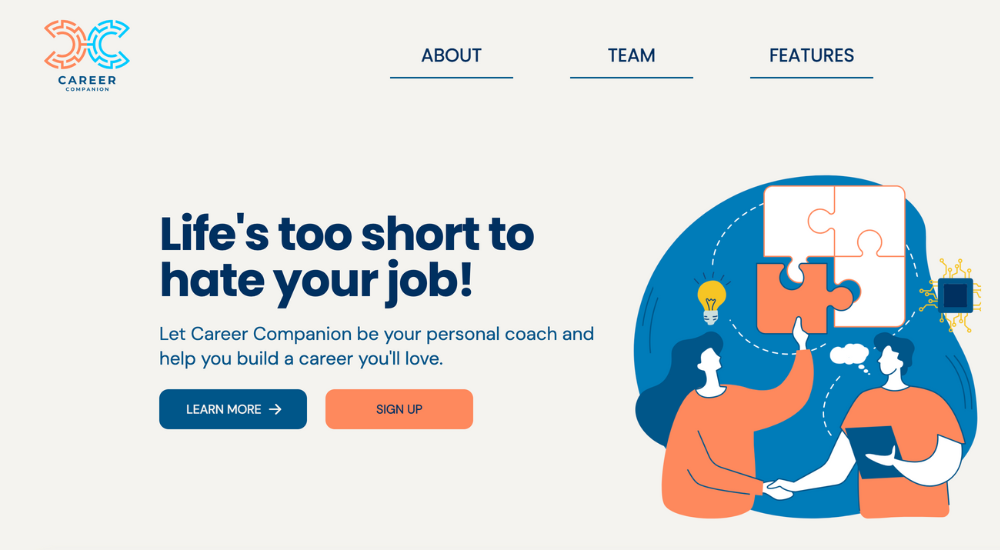 CAREER
COMPANION
ABOUT
TEAM
FEATURES
Life's too short to
hate your job!
Let Career Companion be your personal coach and
help you build a career you'll love.
LEARN MORE →
SIGN UP